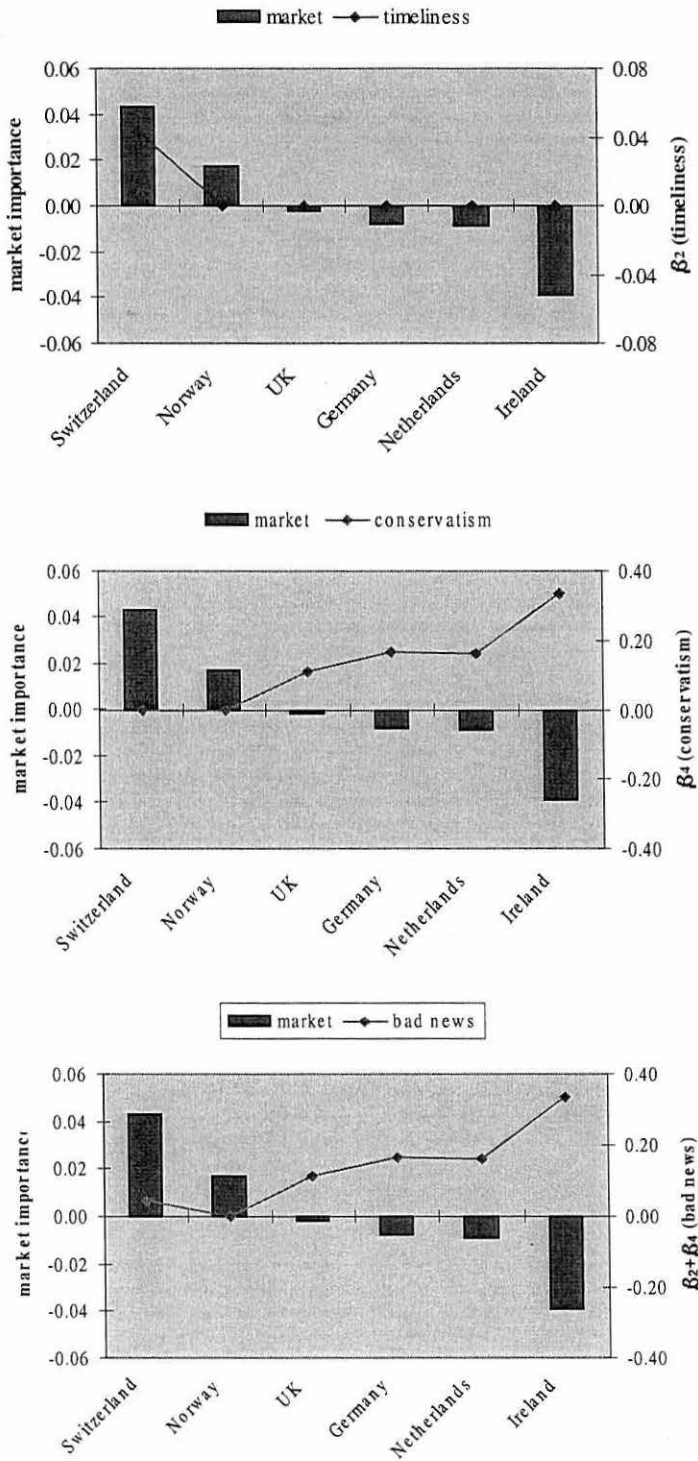 market timeliness
0.06 0.08
0.04 0.04
0.02
0.00 0.00
-0.02
-0.04 -0.04
-0.06 -0.08
market importance
β2 (timeliness)
Switzerland Norway UK Germany Netherlands Ireland
market conservatism
0.06 0.40
0.04 0.20
0.02
0.00 0.00
-0.02
-0.04 -0.20
-0.06 -0.40
market importance
β4 (conservatism)
Switzerland Norway UK Germany Netherlands Ireland
market bad news
0.06 0.40
0.04 0.20
0.02
0.00 0.00
-0.02
-0.04 -0.20
-0.06 -0.40
market importance
β2+β4 (bad news)
Switzerland Norway UK Germany Netherlands Ireland